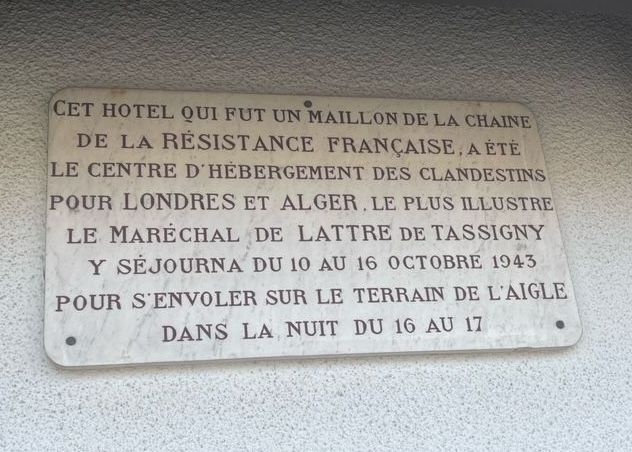 CET HOTEL QUI FUT UN MAILLON DE LA CHAINE
DE LA RÉSISTANCE FRANÇAISE, A ÉTÉ
LE CENTRE D'HÉBERGEMENT DES CLANDESTINS
POUR LONDRES ET ALGER, LE PLUS ILLUSTRE
LE MARÉCHAL DE LATTRE DE TASSIGNY
Y SÉJOURNA DU 10 AU 16 OCTOBRE 1943
POUR S'ENVOLER SUR LE TERRAIN DE L'AIGLE
DANS LA NUIT DU 16 AU 17